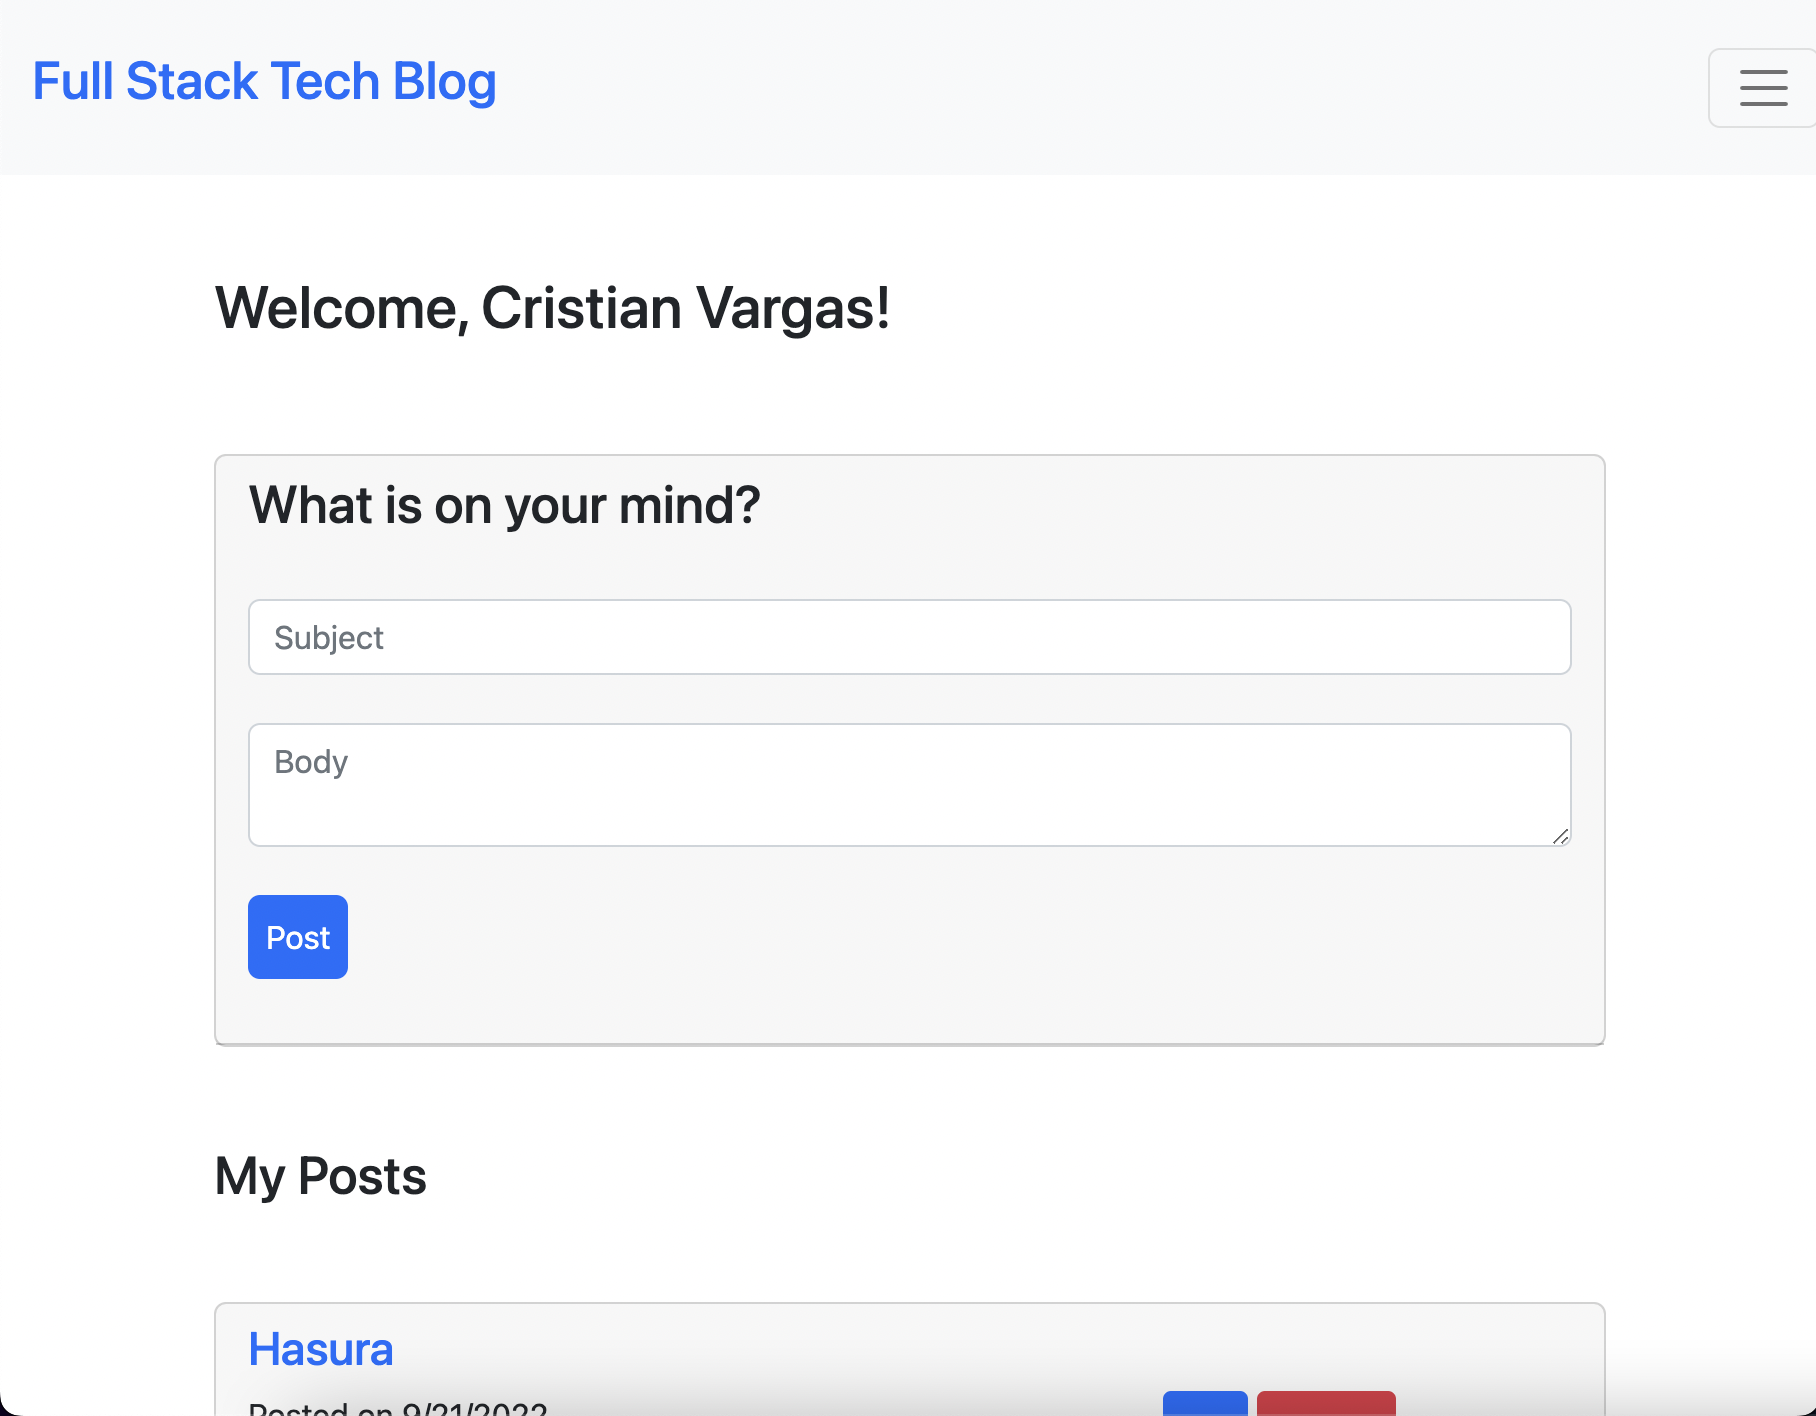 Full Stack Tech Blog
Welcome, Cristian Vargas!
What is on your mind?
Subject
Body
Post
My Posts
Hasura
Posted on 9/21/2022